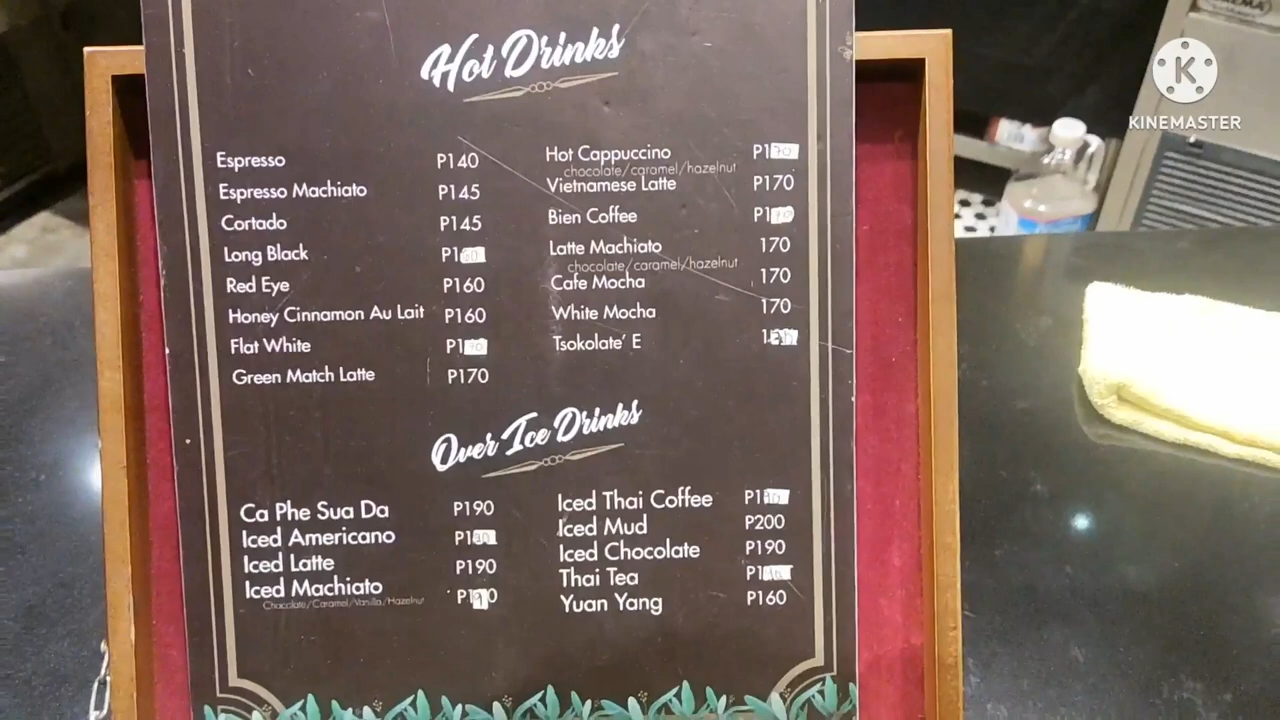 Hot Drinks
Espresso P140
Espresso Machiato P145
Cortado P145
Long Black
Red Eye P160
Honey Cinnamon Au Lait P160
Flat White
Green Match Latte P170
Hot Cappuccino P170
chocolate/caramel/hazelnut
Vietnamese Latte P170
Bien Coffee P170
Latte Machiato 170
chocolate/caramel/hazelnut
Cafe Mocha 170
White Mocha 170
Tsokolate' E
Over Ice Drinks
Ca Phe Sua Da P190
Iced Americano
Iced Latte P190
Iced Machiato
Chocolate/Caramel/Vanilla/Hazelnut
Iced Thai Coffee
Iced Mud P200
Iced Chocolate P190
Thai Tea
Yuan Yang P160
K
KINEMASTER